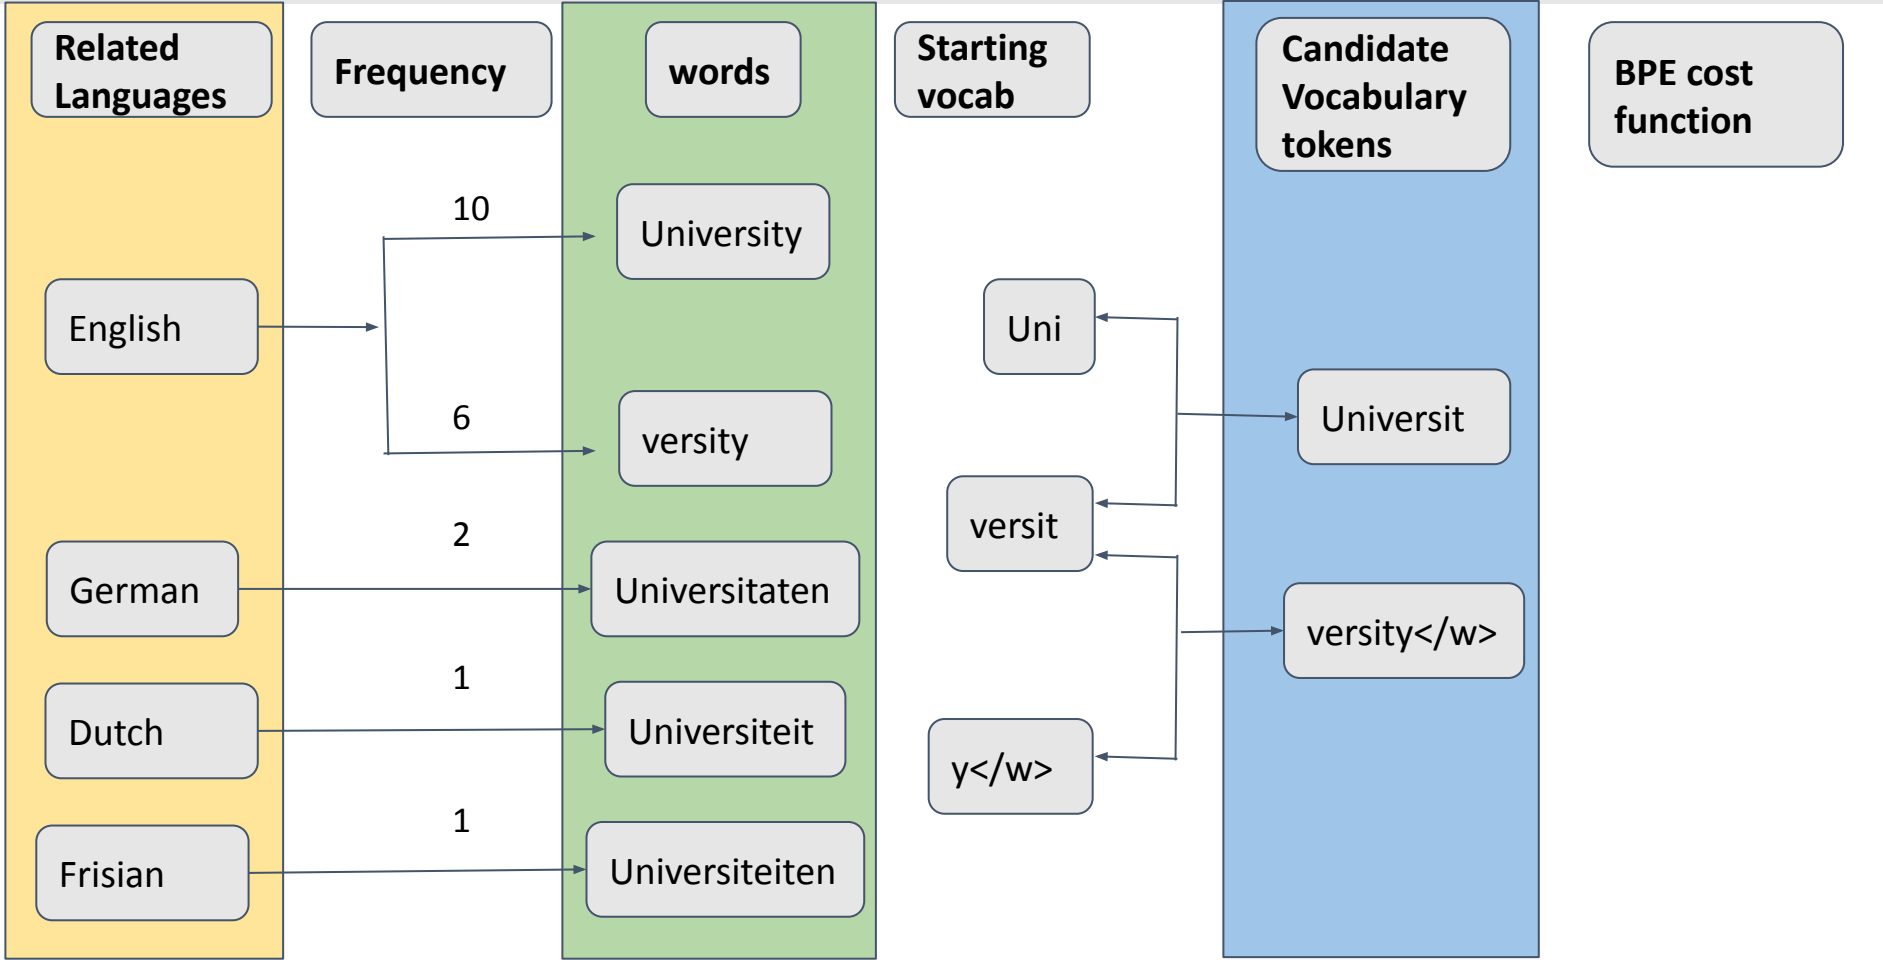 Related
Languages
Frequency
words
Starting
vocab
Candidate
Vocabulary
tokens
BPE cost
function
10
University
English
Uni
6
versity
Universit
versit
2
German
Universitaten
versity</w>
1
Dutch
Universiteit
y</w>
1
Frisian
Universiteiten